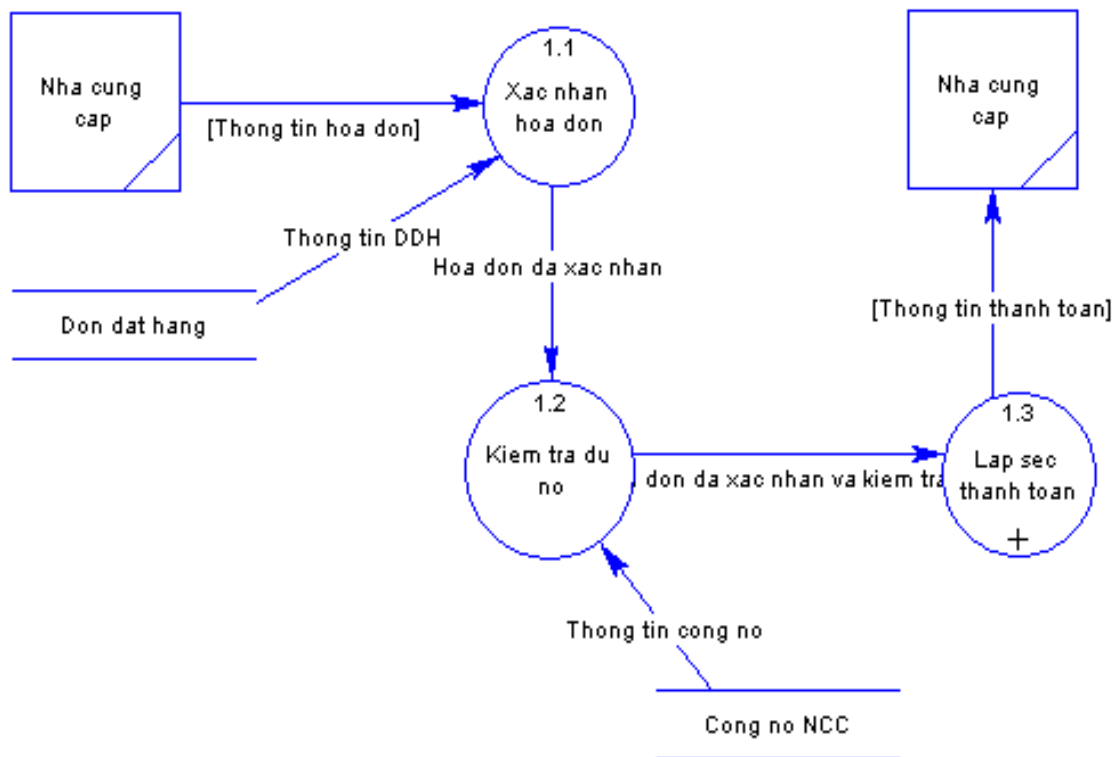 1.1
Nha cung
cap
Xac nhan
hoa don
Nha cung
cap
[Thong tin hoa don]
Thong tin DDH
Hoa don da xac nhan
Don dat hang
[Thong tin thanh toan]
1.2
Kiem tra du
no
don da xac nhan va kiem tra
1.3
Lap sec
thanh toan
+
Thong tin cong no
Cong no NCC